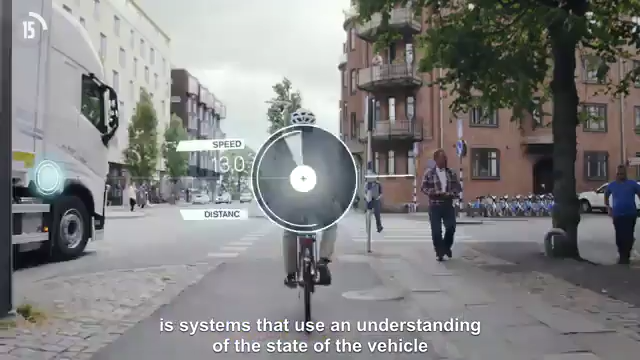 15
SPEED
13.0
DISTANC
is systems that use an understanding
of the state of the vehicle